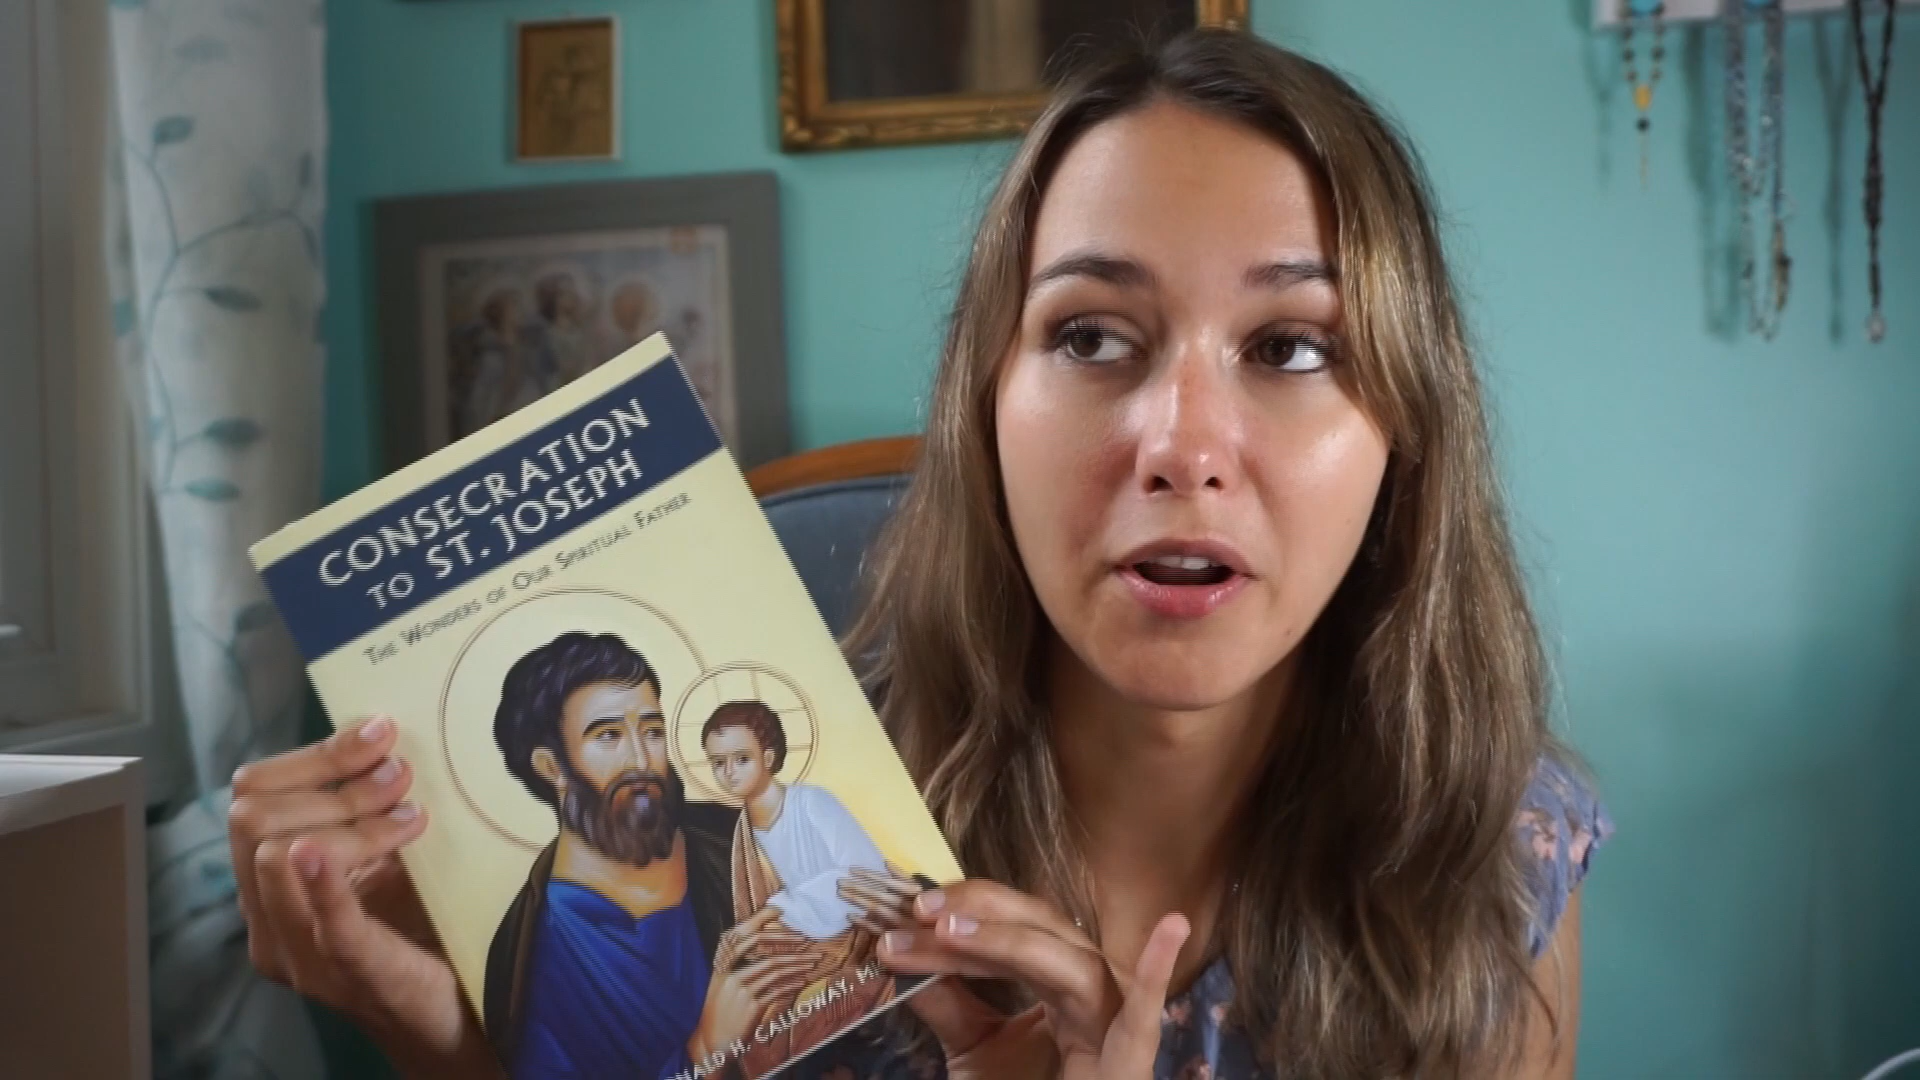 CONSECRATION
TO ST. JOSEPH
THE WONDERS OF OUR SPIRITUAL FATHER
H. CALLOWAY,